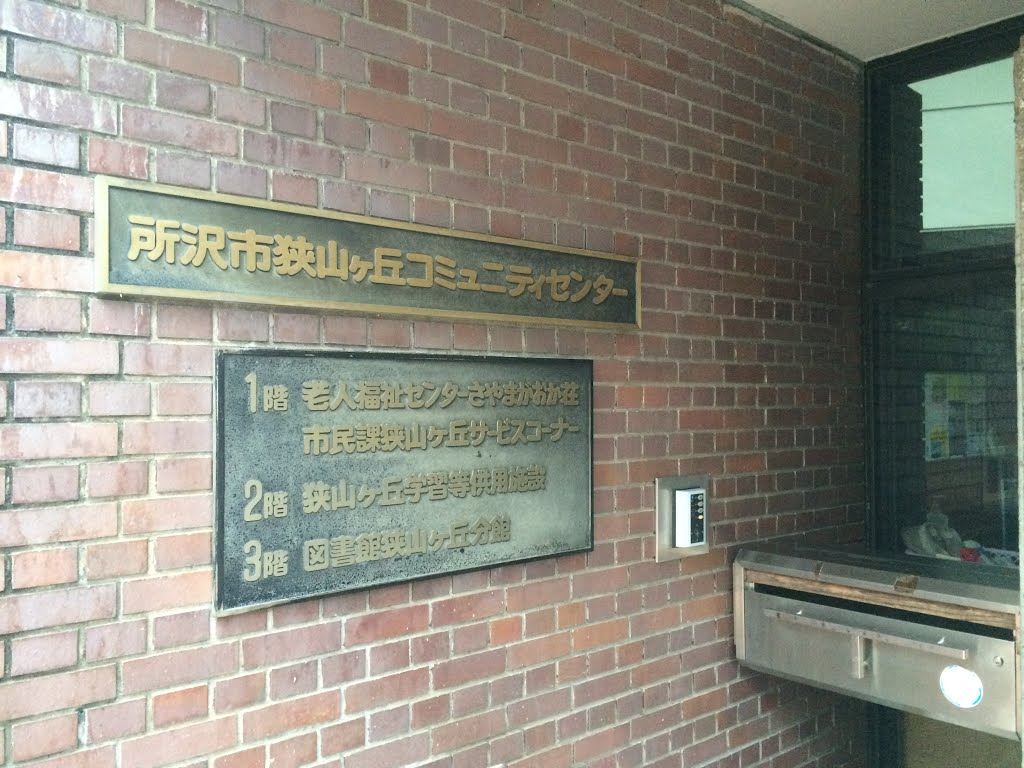 所沢市狭山ヶ丘コミュニティセンター
1階 老人福祉センターさやまがおか荘
市民課狭山ヶ丘サービスコーナー
2階 狭山ヶ丘学習等供用施設
3階 図書館狭山ヶ丘分館